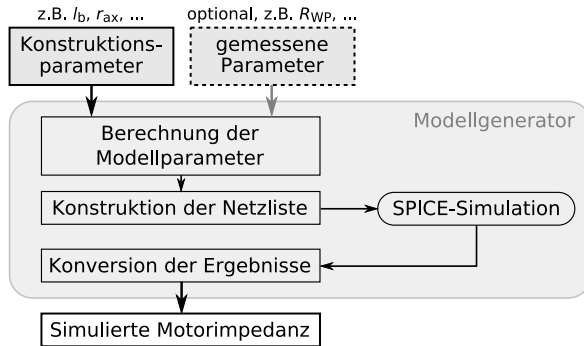 z.B. l_b, r_ax, ...
optional, z.B. R_WP, ...
Konstruktions-
parameter
gemessene
Parameter
Modellgenerator
Berechnung der
Modellparameter
Konstruktion der Netzliste
SPICE-Simulation
Konversion der Ergebnisse
Simulierte Motorimpedanz